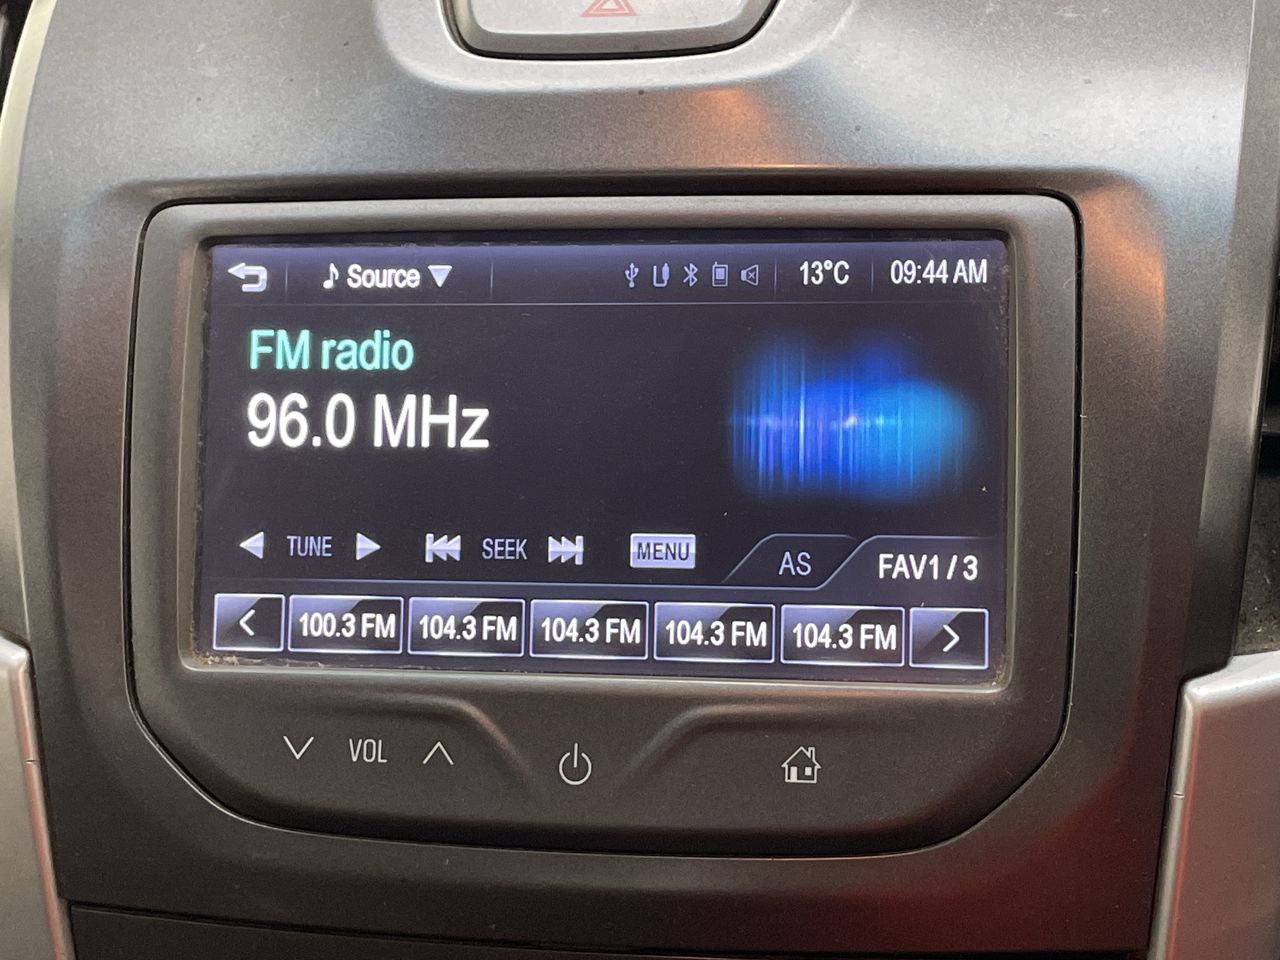 Source 13°C 09:44 AM
FM radio
96.0 MHz
TUNE SEEK MENU AS FAV1/3
100.3 FM 104.3 FM 104.3 FM 104.3 FM 104.3 FM
VOL